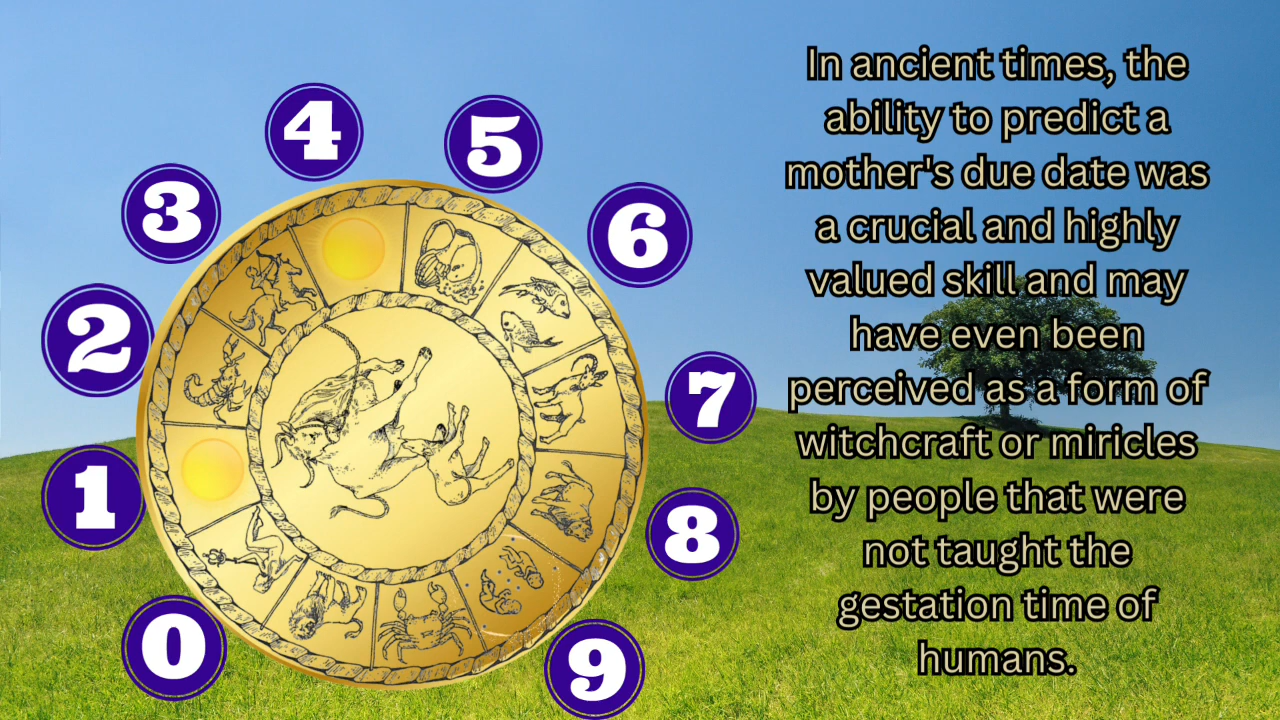 4
5
3
6
2
7
1
8
0
9
In ancient times, the
ability to predict a
mother's due date was
a crucial and highly
valued skill and may
have even been
perceived as a form of
witchcraft or miricles
by people that were
not taught the
gestation time of
humans.